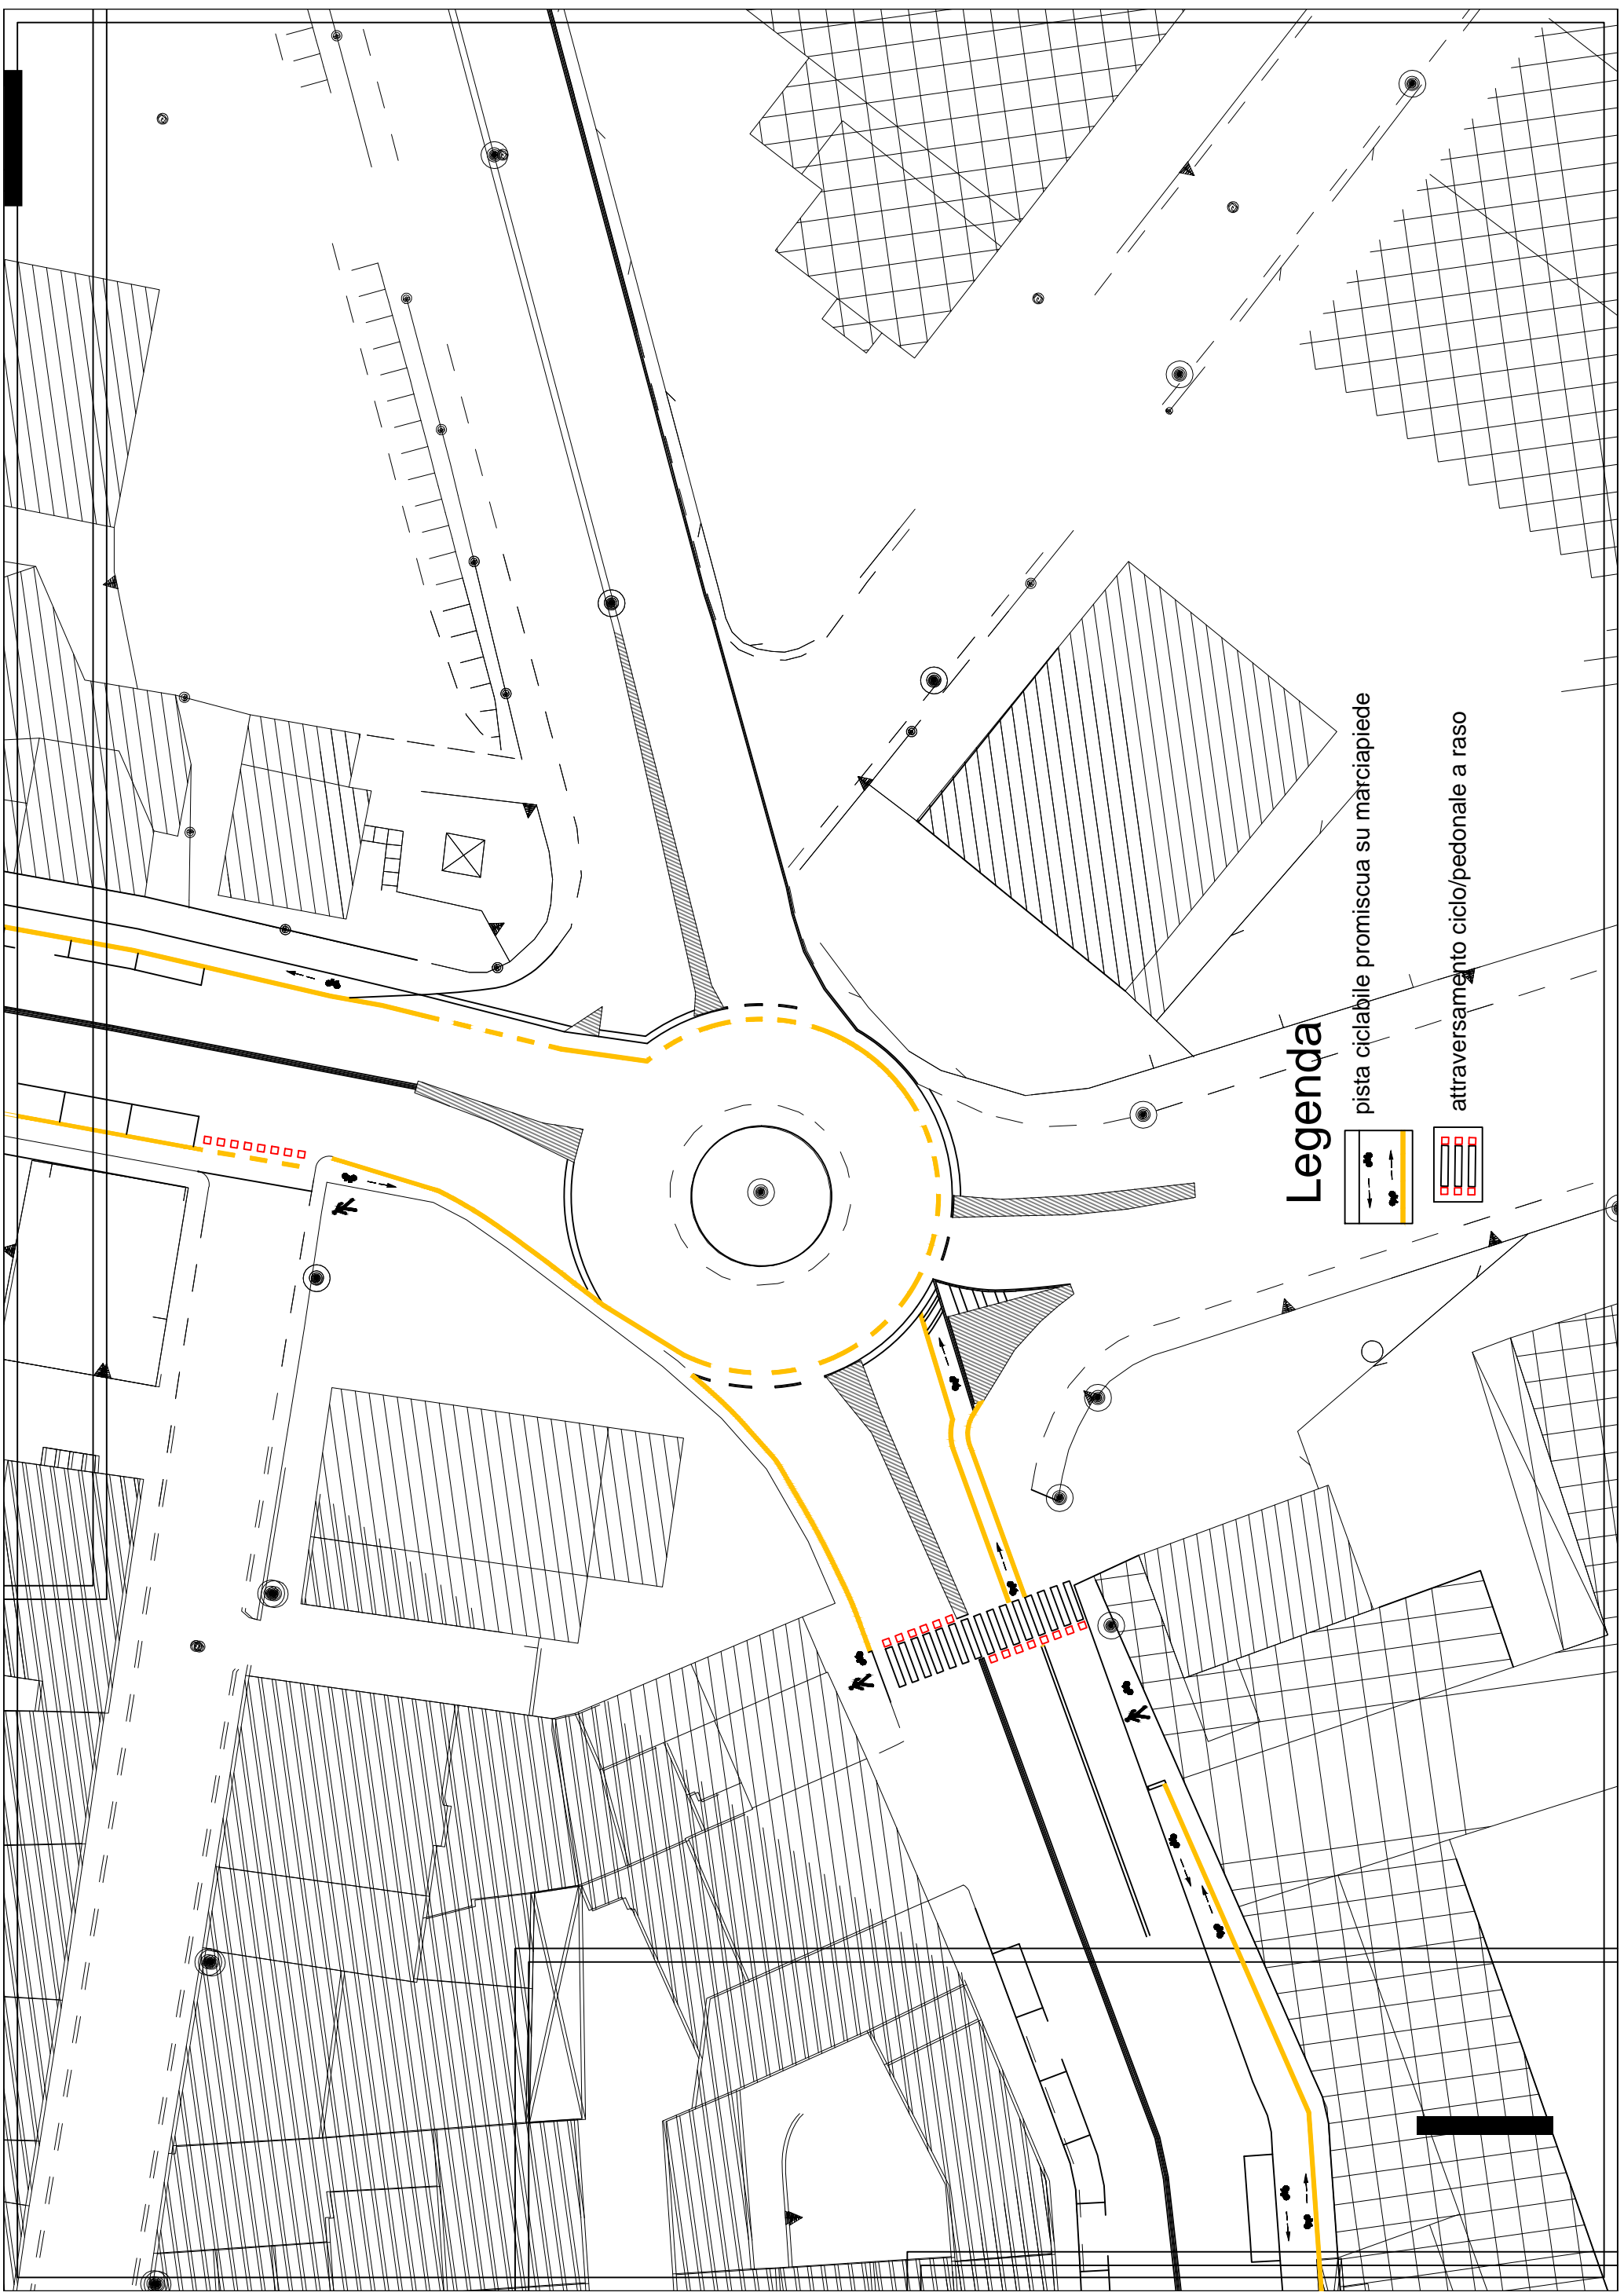 Legenda
pista ciclabile promiscua su marciapiede
attraversamento ciclo/pedonale a raso